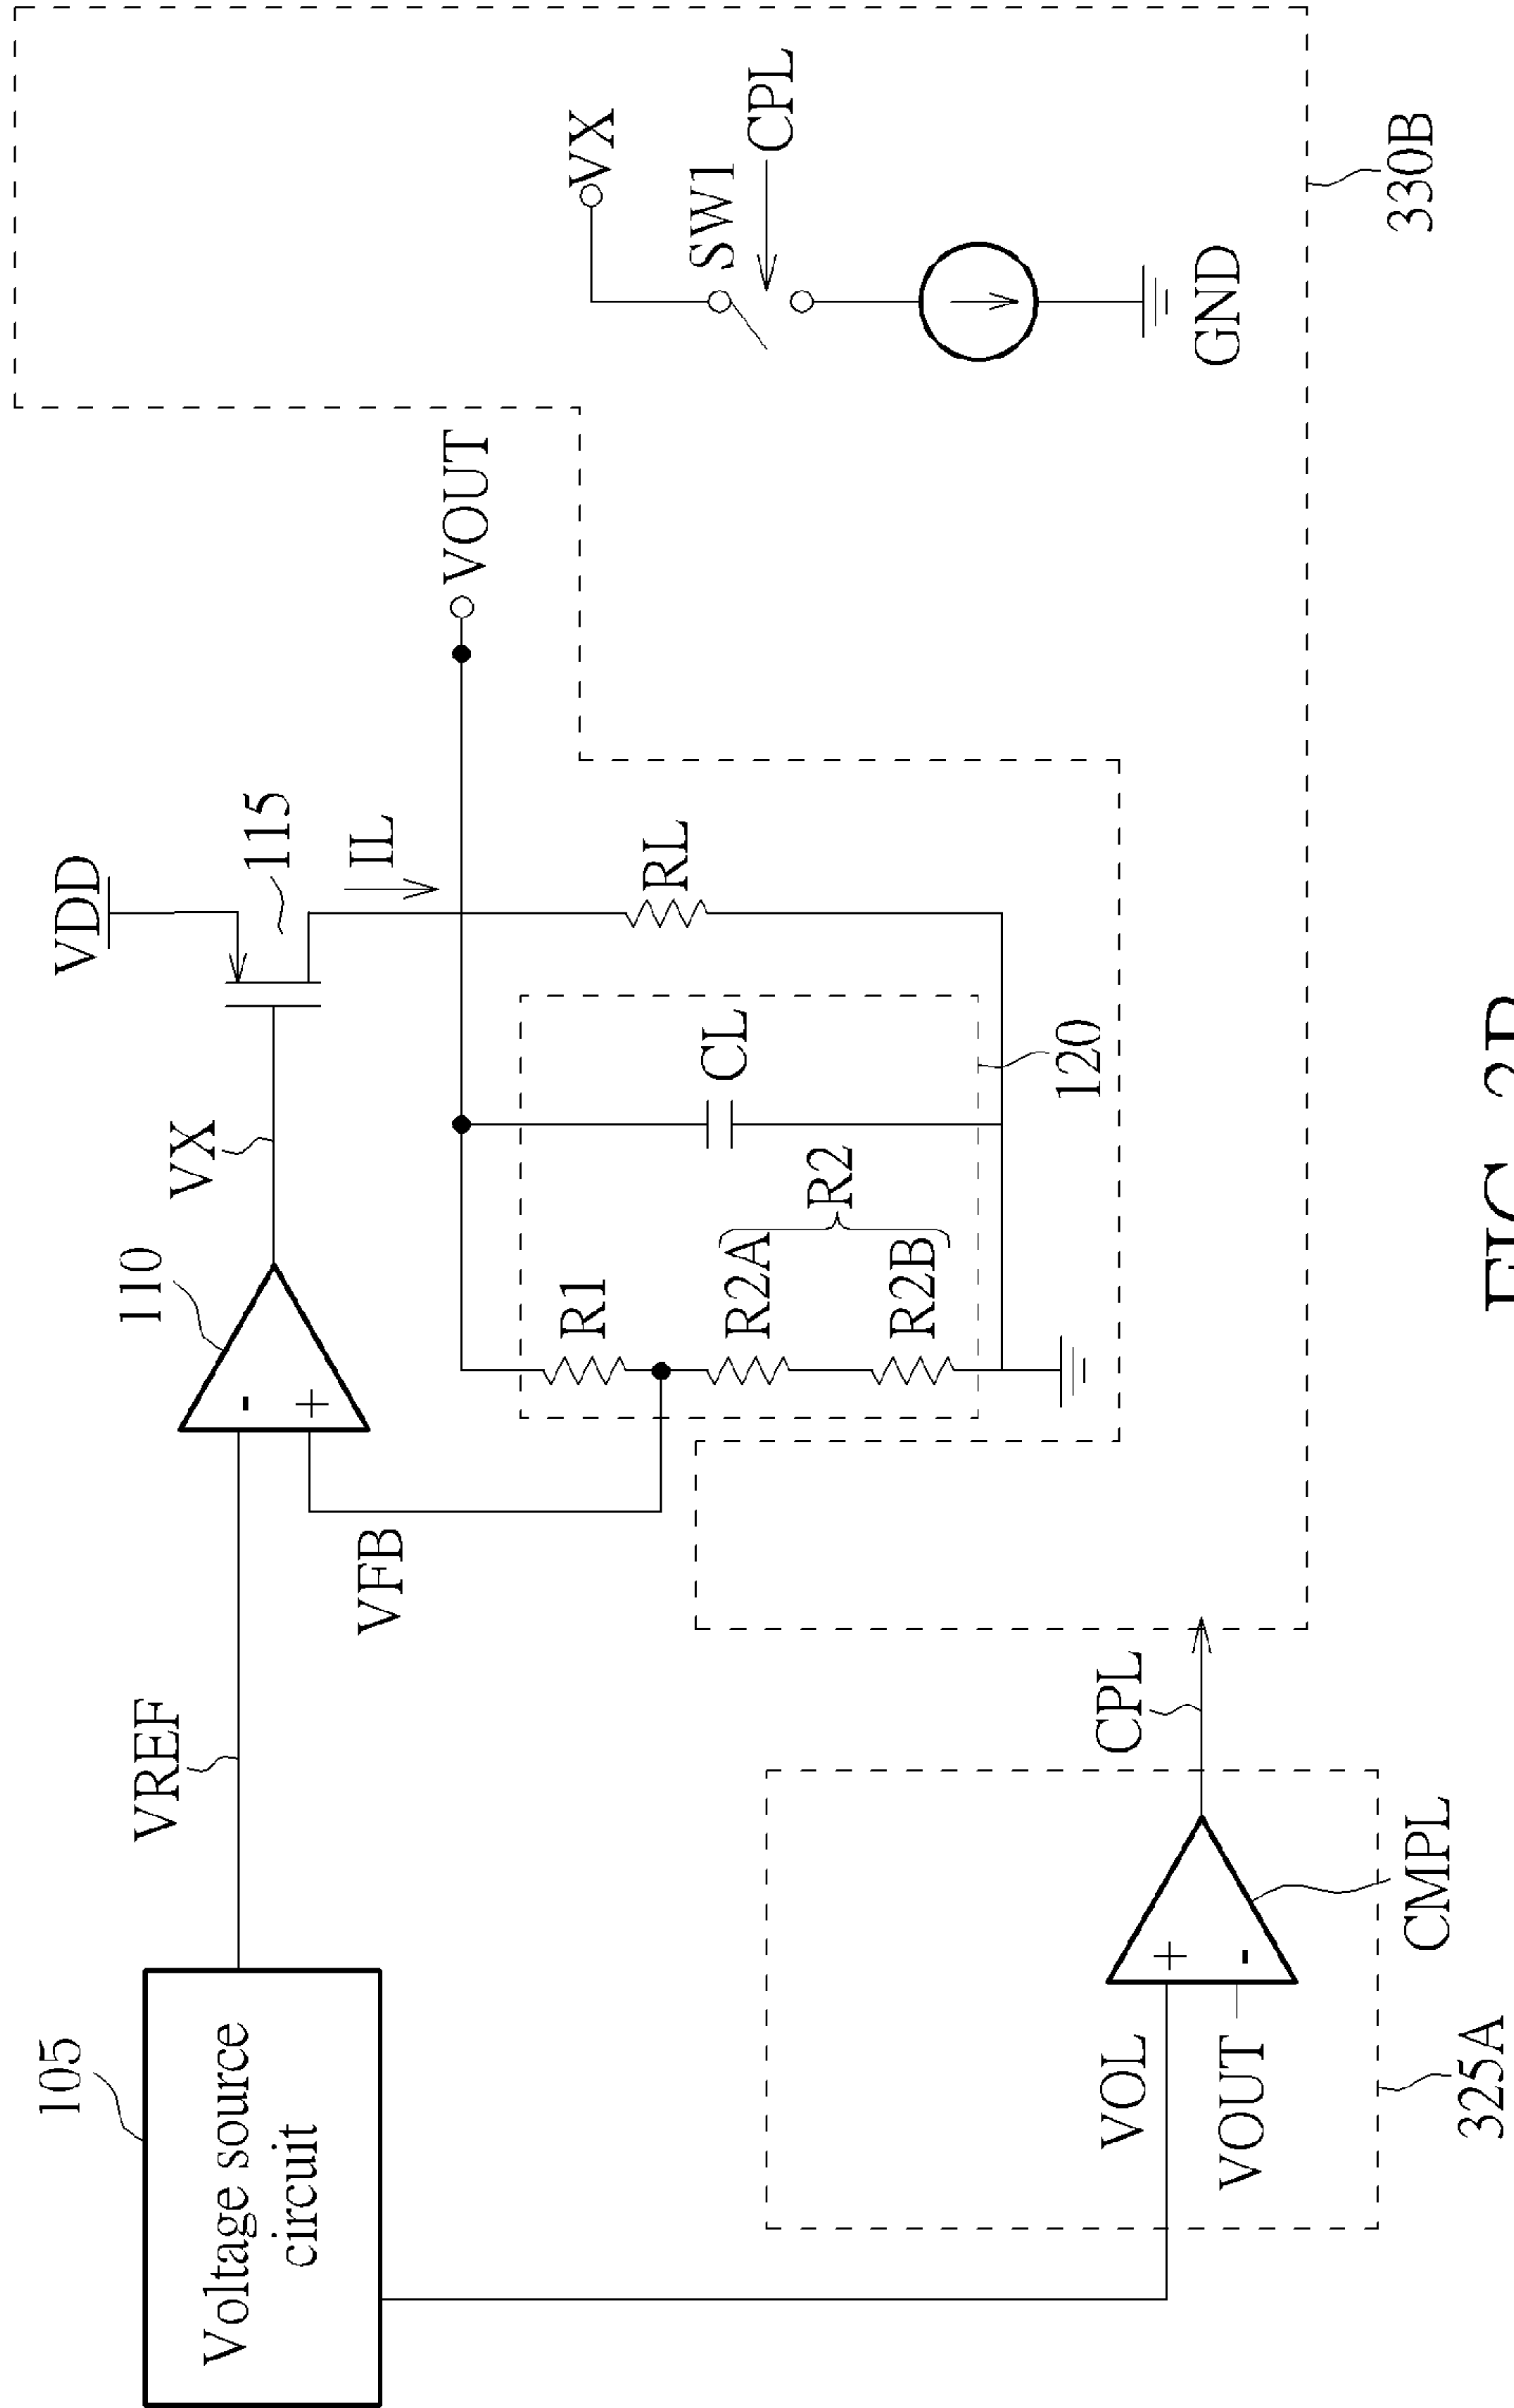 105
Voltage source
circuit
VREF
110
VX
VDD
115
IL
VFB
VOUT
R1
R2A
R2B
R2
CL
RL
120
VX
SW1
CPL
GND
330B
VOL
VOUT
CPL
CMPL
325A
FIG